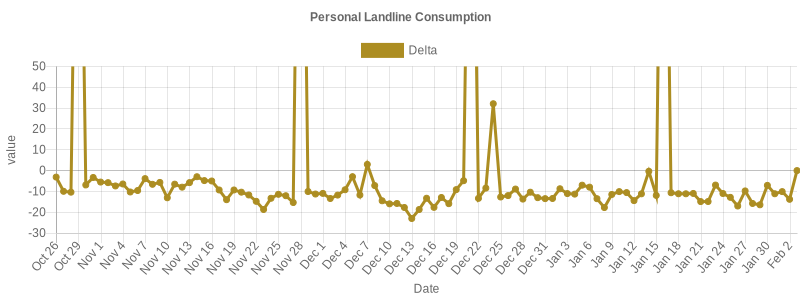 Personal Landline Consumption
Delta
value
50
40
30
20
10
0
-10
-20
-30
Oct 26
Oct 29
Nov 1
Nov 4
Nov 7
Nov 10
Nov 13
Nov 16
Nov 19
Nov 22
Nov 25
Nov 28
Dec 1
Dec 4
Dec 7
Dec 10
Dec 13
Dec 16
Dec 19
Dec 22
Dec 25
Dec 28
Dec 31
Jan 3
Jan 6
Jan 9
Jan 12
Jan 15
Jan 18
Jan 21
Jan 24
Jan 27
Jan 30
Feb 2
Date